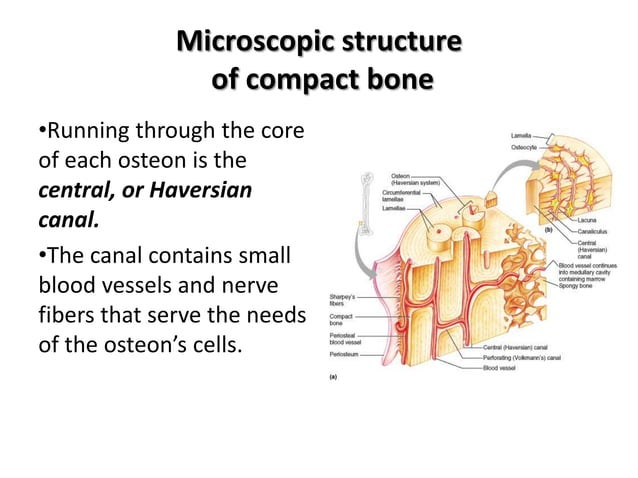 Microscopic structure
of compact bone
•Running through the core
of each osteon is the
central, or Haversian
canal.
•The canal contains small
blood vessels and nerve
fibers that serve the needs
of the osteon’s cells.
Lamella
Osteocyte
Osteon
(Haversian system)
Circumferential
lamellae
Lamellae
Lacuna
Canaliculus
(b)
Central
(Haversian)
canal
Blood vessel continues
into medullary cavity
containing marrow
Spongy bone
Sharpey's
fibers
Compact
bone
Periosteal
blood vessel
Periosteum
Central (Haversian) canal
Perforating (Volkmann's) canal
Blood vessel
(a)